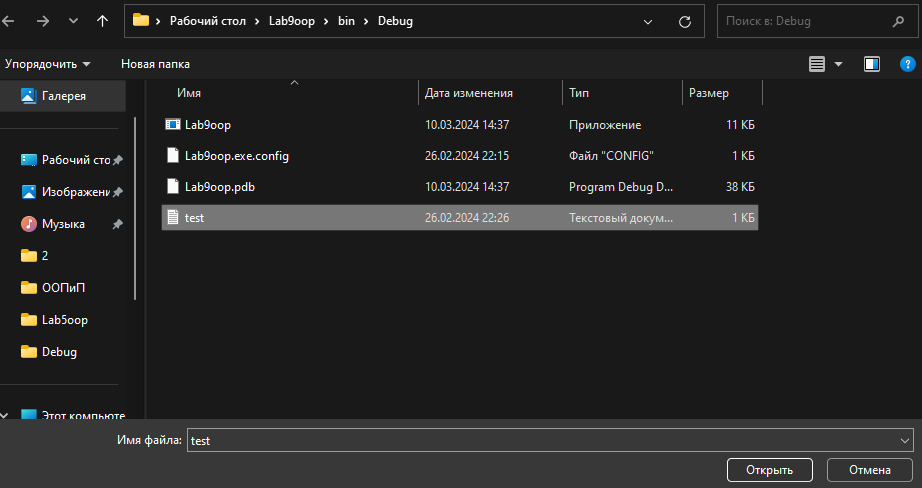 Рабочий стол › Lab9oop › bin › Debug
Поиск в: Debug
Упорядочить Новая папка
Имя Дата изменения Тип Размер
Lab9oop 10.03.2024 14:37 Приложение 11 КБ
Lab9oop.exe.config 26.02.2024 22:15 Файл "CONFIG" 1 КБ
Lab9oop.pdb 10.03.2024 14:37 Program Debug D... 38 КБ
test 26.02.2024 22:26 Текстовый докум... 1 КБ
Галерея
Рабочий сто
Изображени
Музыка
2
ООПиП
Lab5oop
Debug
Этот компьюте
Имя файла: test
Открыть Отмена